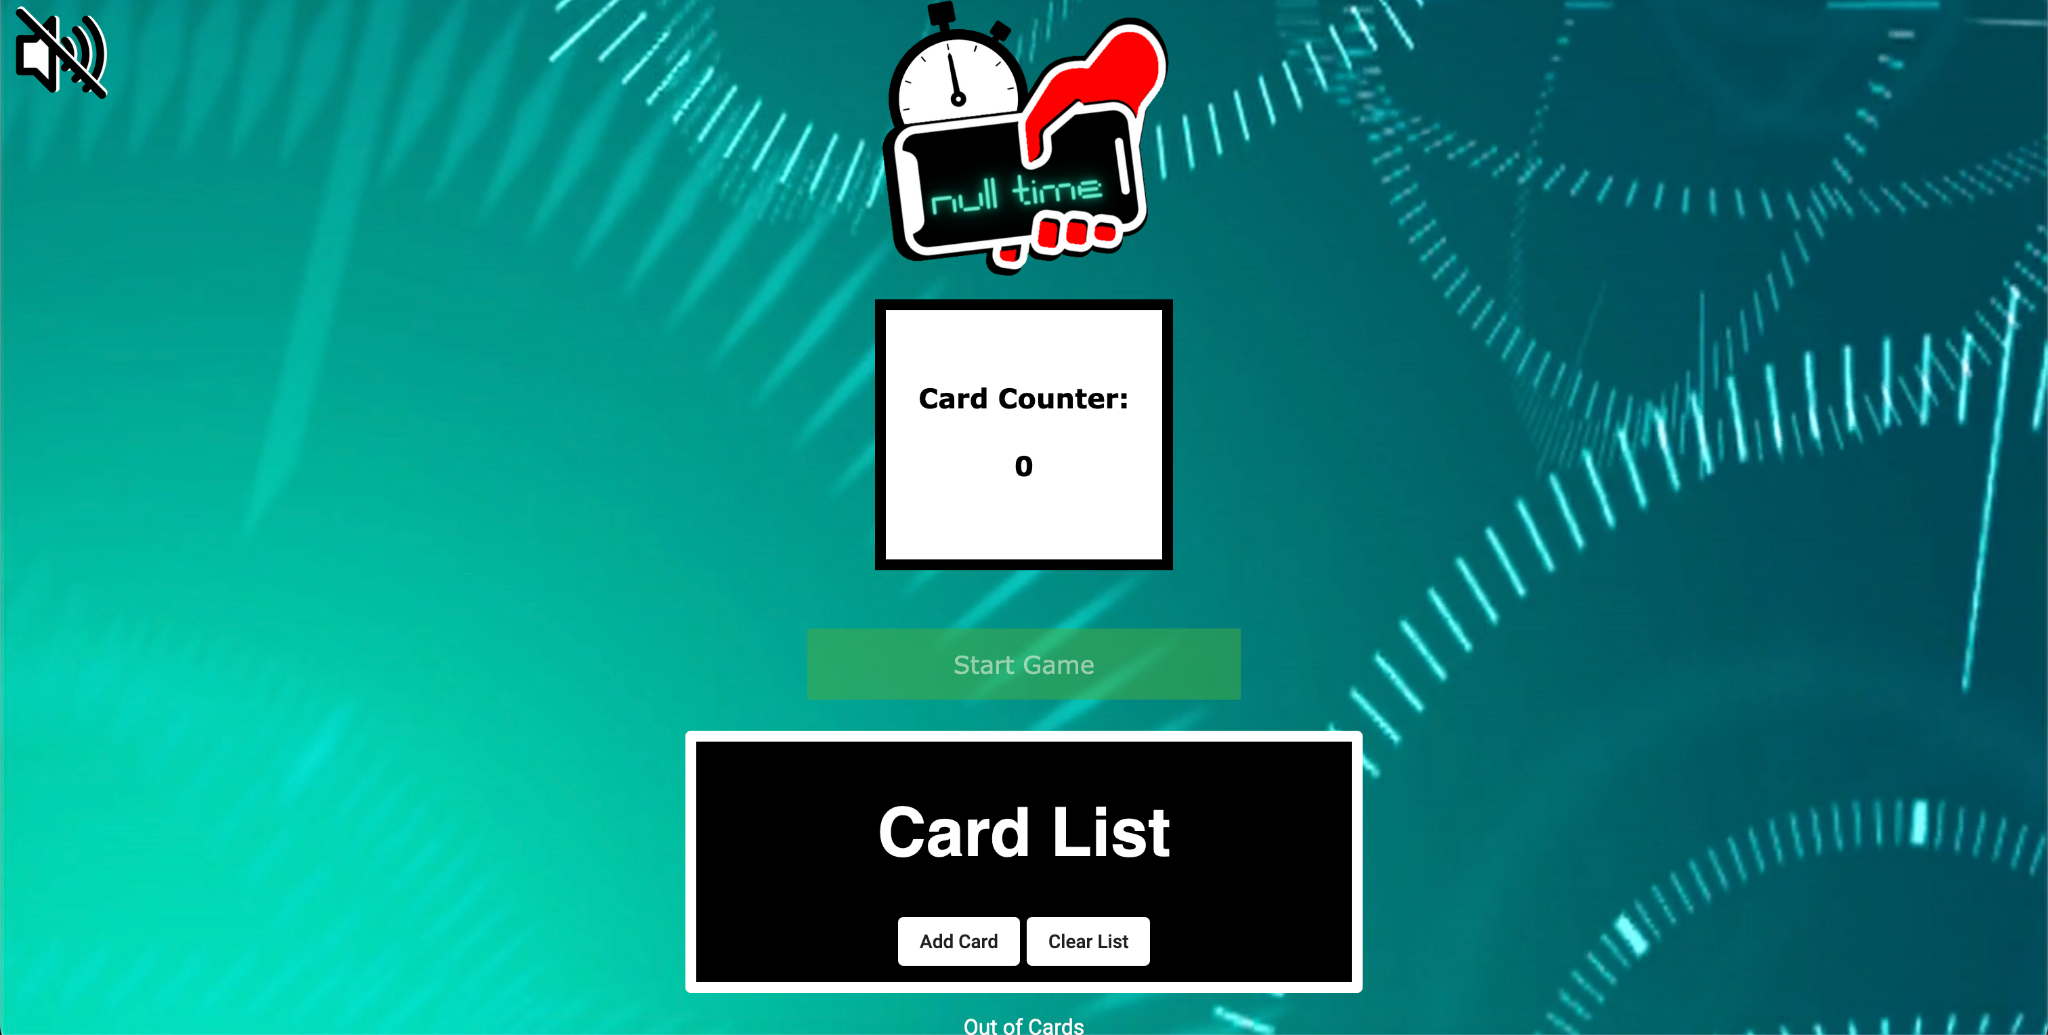 null time
Card Counter:
0
Start Game
Card List
Add Card
Clear List
Out of Cards